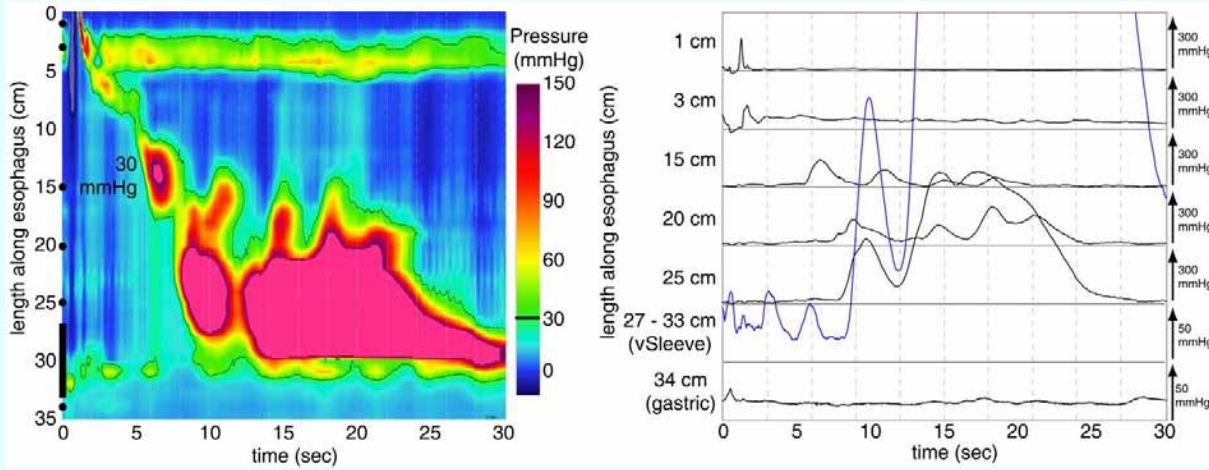 length along esophagus (cm)
0
5
10
15
20
25
30
35
30
mmHg
0 5 10 15 20 25 30
time (sec)
Pressure
(mmHg)
150
120
90
60
30
0
length along esophagus (cm)
1 cm
3 cm
15 cm
20 cm
25 cm
27 - 33 cm
(vSleeve)
34 cm
(gastric)
300
mmHg
300
mmHg
300
mmHg
300
mmHg
300
mmHg
50
mmHg
50
mmHg
0 5 10 15 20 25 30
time (sec)